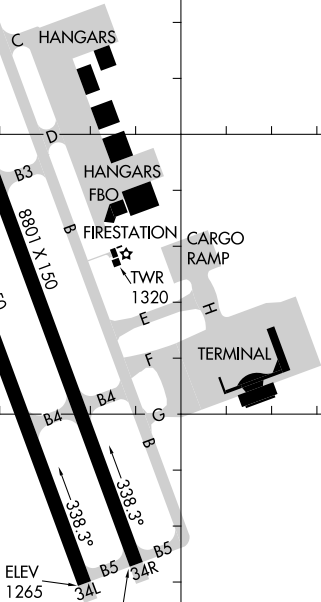 C
HANGARS
D
B3
HANGARS
FBO
8801 X 150
B
FIRESTATION
CARGO
RAMP
TWR
1320
H
E
F
TERMINAL
B4
B4
G
B
338.3°
338.3°
ELEV
1265
B5
B5
34L
34R